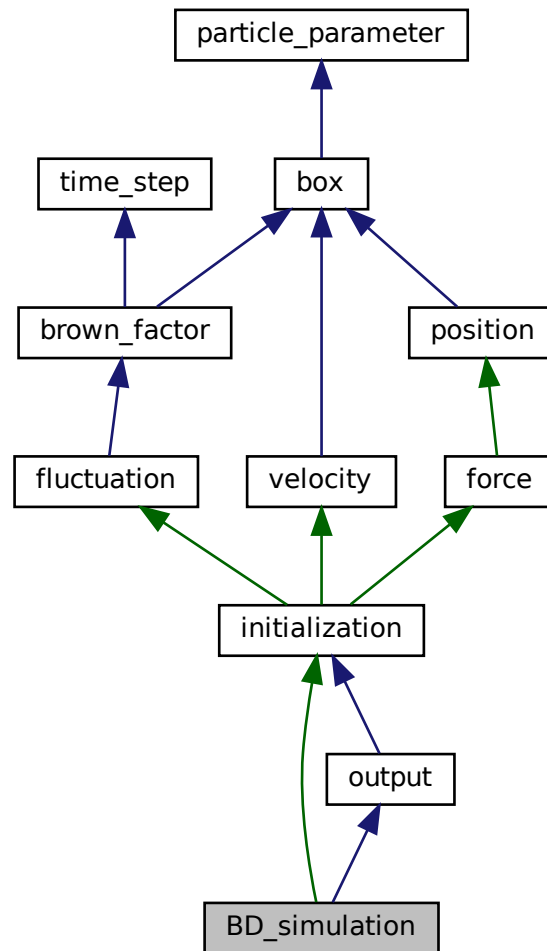 particle_parameter
time_step
box
brown_factor
position
fluctuation
velocity
force
initialization
output
BD_simulation